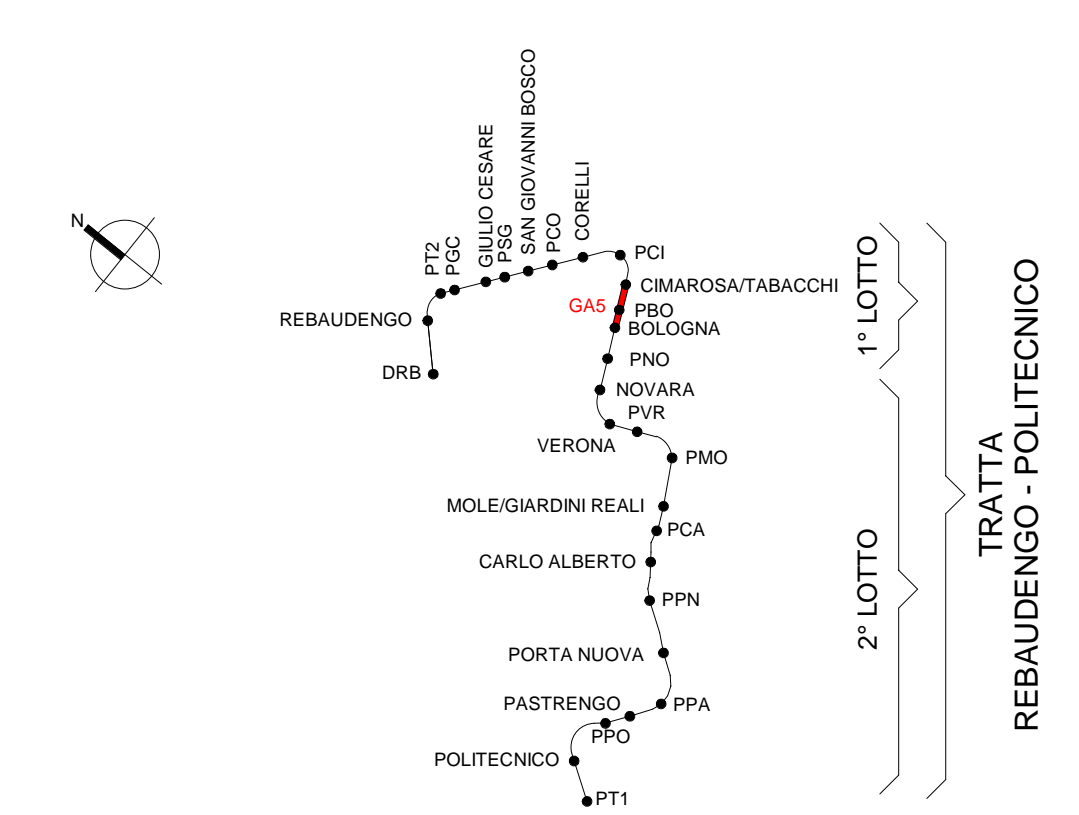 N
PT2
PGC
GIULIO CESARE
PSG
SAN GIOVANNI BOSCO
PCO
CORELLI
PCI
CIMAROSA/TABACCHI
GA5
PBO
REBAUDENGO
BOLOGNA
DRB
PNO
NOVARA
PVR
VERONA
PMO
MOLE/GIARDINI REALI
PCA
CARLO ALBERTO
PPN
PORTA NUOVA
PASTRENGO
PPA
PPO
POLITECNICO
PT1
1° LOTTO
2° LOTTO
TRATTA
REBAUDENGO - POLITECNICO